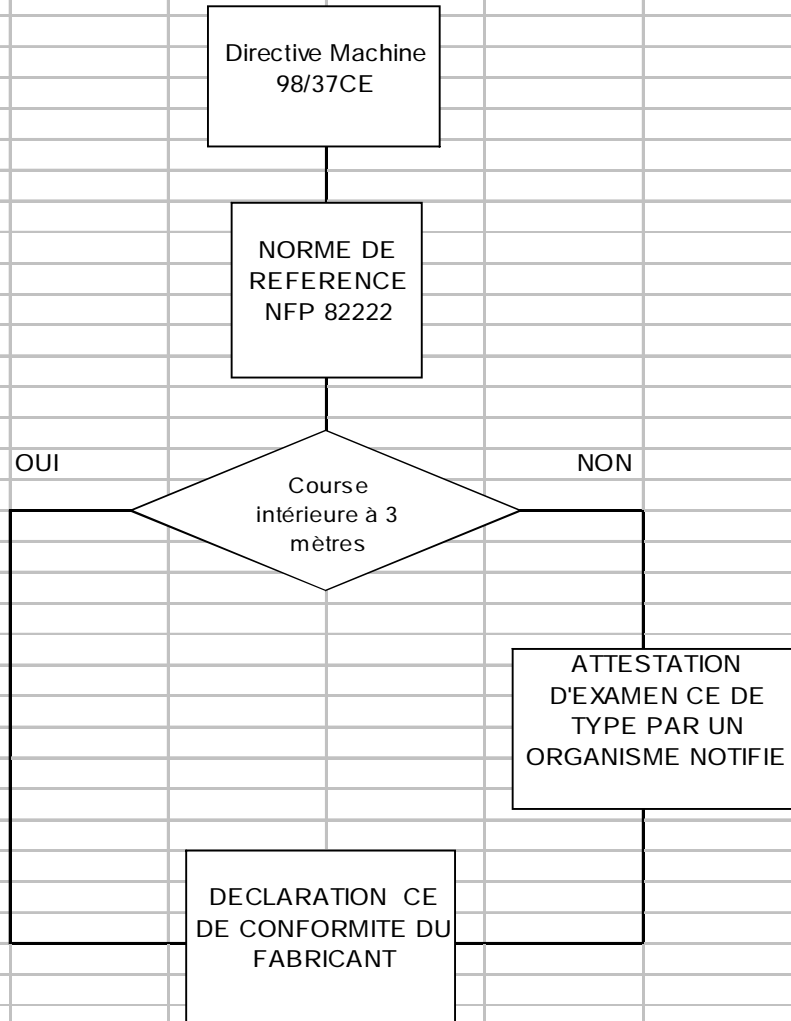 Directive Machine
98/37CE
NORME DE
REFERENCE
NFP 82222
OUI
NON
Course
intérieure à 3
mètres
ATTESTATION
D'EXAMEN CE DE
TYPE PAR UN
ORGANISME NOTIFIE
DECLARATION CE
DE CONFORMITE DU
FABRICANT